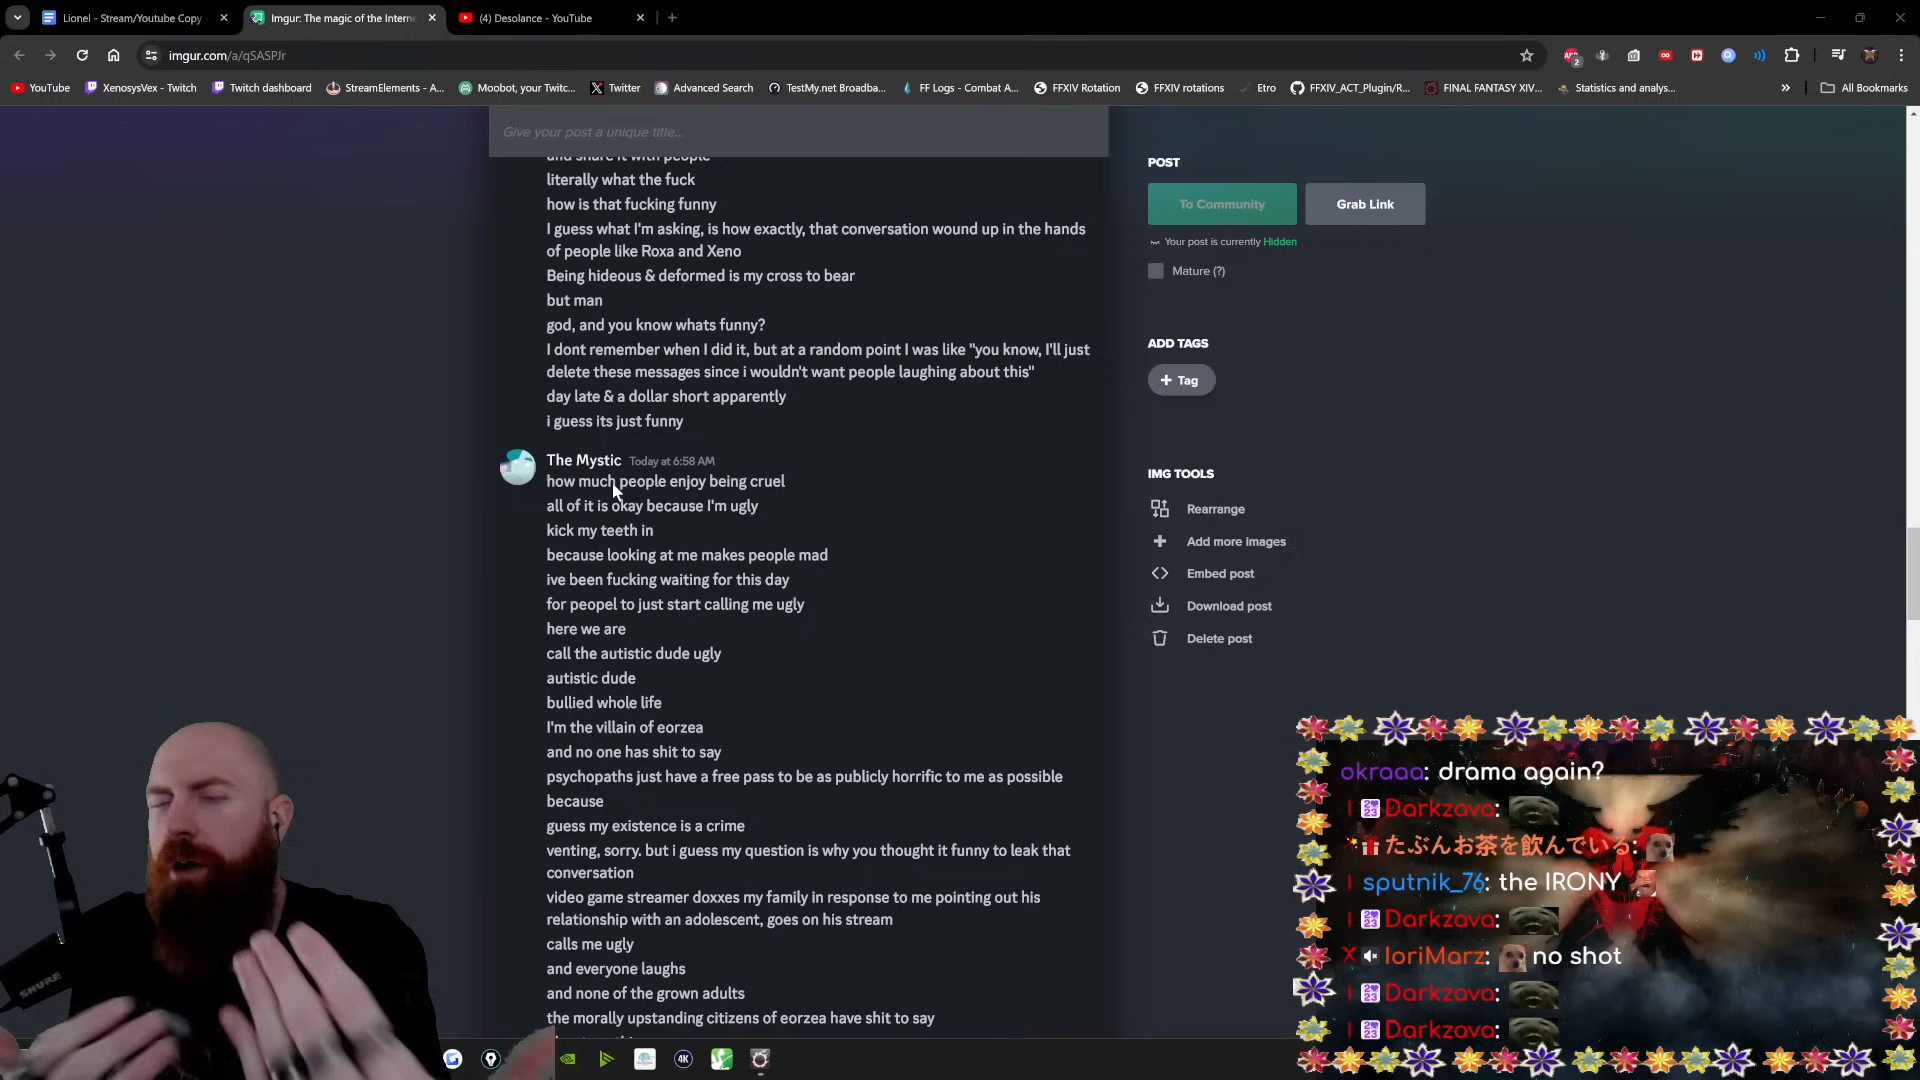 Lionel - Stream/Youtube Copy
Imgur: The magic of the Interne
(4) Desolance - YouTube
imgur.com/a/qSASPJr
YouTube
XenosysVex - Twitch
Twitch dashboard
StreamElements - A...
Moobot, your Twitc...
Twitter
Advanced Search
TestMy.net Broadba...
FF Logs - Combat A...
FFXIV Rotation
FFXIV rotations
Etro
FFXIV_ACT_Plugin/R...
FINAL FANTASY XIV...
Statistics and analys...
All Bookmarks
Give your post a unique title...
and share it with people
literally what the fuck
how is that fucking funny
I guess what I'm asking, is how exactly, that conversation wound up in the hands
of people like Roxa and Xeno
Being hideous & deformed is my cross to bear
but man
god, and you know whats funny?
I dont remember when I did it, but at a random point I was like "you know, I'll just
delete these messages since i wouldn't want people laughing about this"
day late & a dollar short apparently
i guess its just funny
The Mystic Today at 6:58 AM
how much people enjoy being cruel
all of it is okay because I'm ugly
kick my teeth in
because looking at me makes people mad
ive been fucking waiting for this day
for peopel to just start calling me ugly
here we are
call the autistic dude ugly
autistic dude
bullied whole life
I'm the villain of eorzea
and no one has shit to say
psychopaths just have a free pass to be as publicly horrific to me as possible
because
guess my existence is a crime
venting, sorry. but i guess my question is why you thought it funny to leak that
conversation
video game streamer doxxes my family in response to me pointing out his
relationship with an adolescent, goes on his stream
calls me ugly
and everyone laughs
and none of the grown adults
the morally upstanding citizens of eorzea have shit to say
POST
To Community
Grab Link
Your post is currently Hidden
Mature (?)
ADD TAGS
+ Tag
IMG TOOLS
Rearrange
Add more images
Embed post
Download post
Delete post
okraaa: drama again?
Darkzava:
たぶんお茶を飲んでいる:
sputnik_76: the IRONY
Darkzava:
loriMarz: no shot
Darkzava:
Darkzava:
SHURE
4K